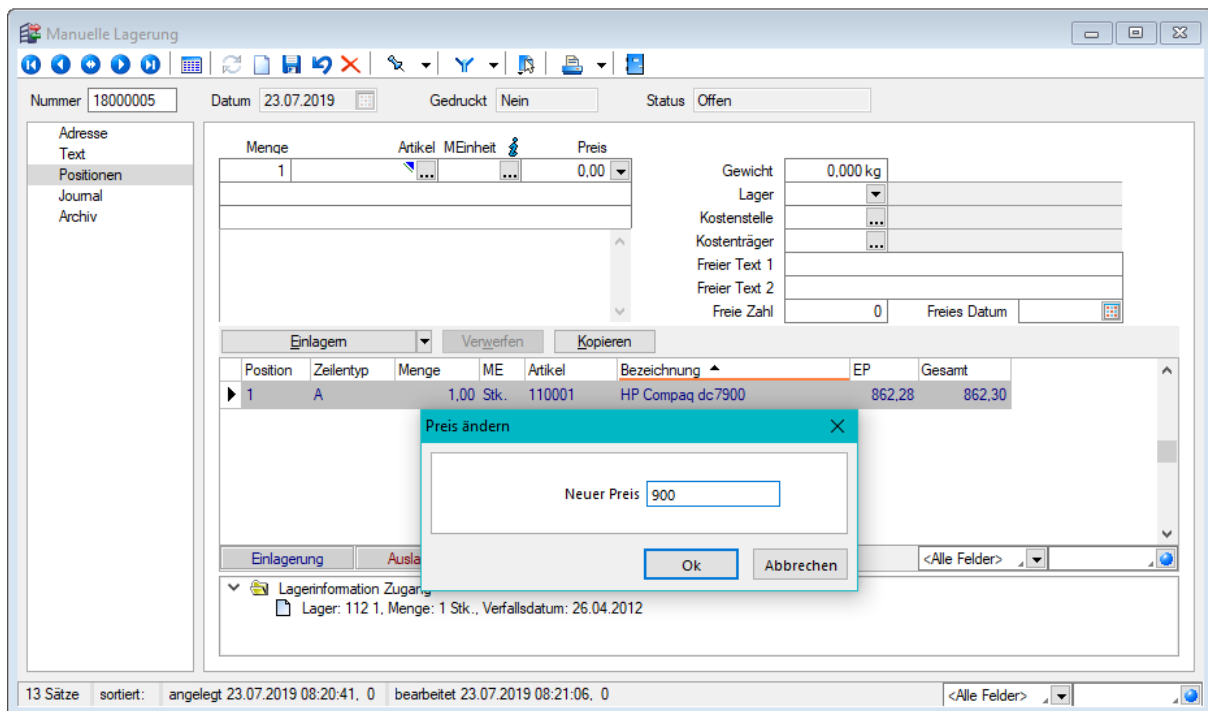 Manuelle Lagerung
Nummer 18000005 Datum 23.07.2019 Gedruckt Nein Status Offen
Adresse
Text
Positionen
Journal
Archiv
Menge Artikel MEinheit Preis
1 ... ... 0,00
Gewicht 0,000 kg
Lager
Kostenstelle ...
Kostenträger ...
Freier Text 1
Freier Text 2
Freie Zahl 0 Freies Datum
Einlagern Verwerfen Kopieren
Position Zeilentyp Menge ME Artikel Bezeichnung EP Gesamt
1 A 1,00 Stk. 110001 HP Compaq dc7900 862,28 862,30
Preis ändern
Neuer Preis 900
Ok Abbrechen
Einlagerung Ausla <Alle Felder>
Lagerinformation Zugang
Lager: 112 1, Menge: 1 Stk., Verfallsdatum: 26.04.2012
13 Sätze sortiert: angelegt 23.07.2019 08:20:41, 0 bearbeitet 23.07.2019 08:21:06, 0 <Alle Felder>